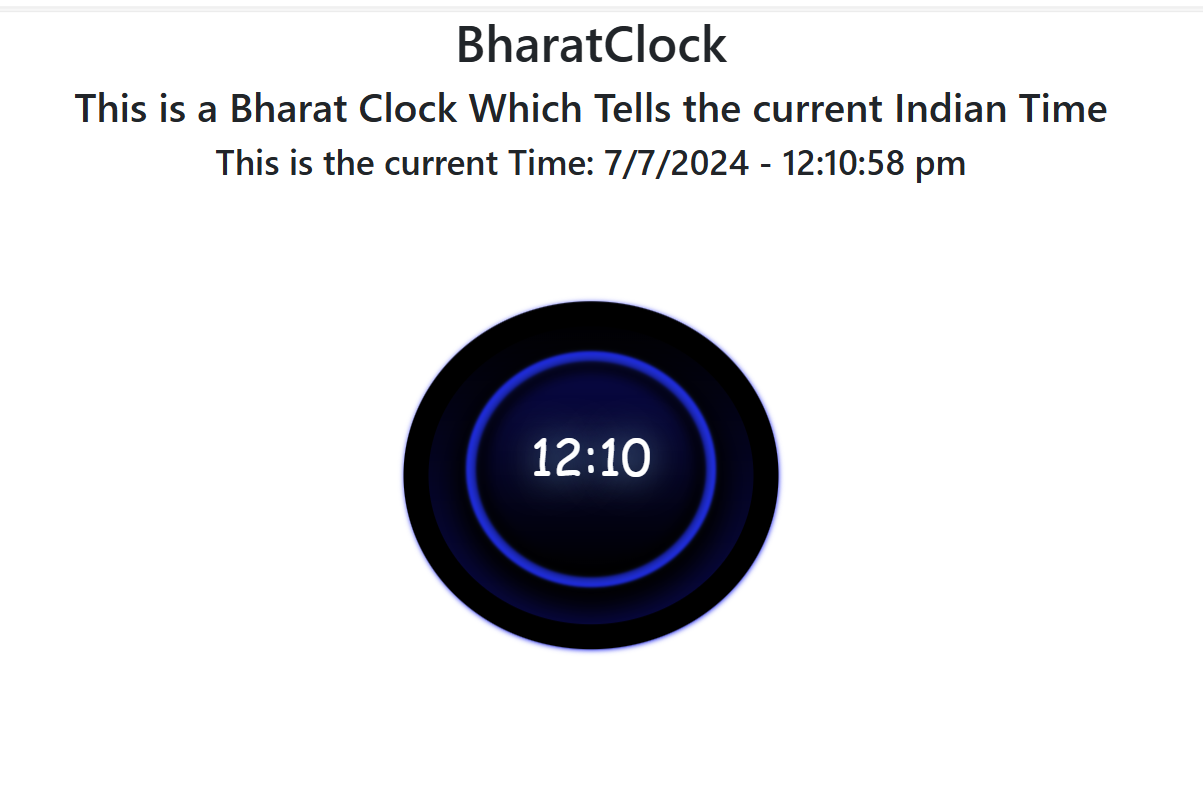 BharatClock
This is a Bharat Clock Which Tells the current Indian Time
This is the current Time: 7/7/2024 - 12:10:58 pm
12:10